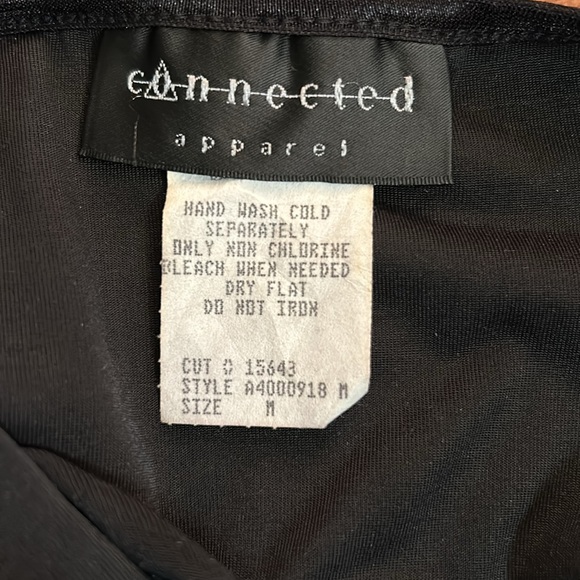 connected
apparel
HAND WASH COLD
SEPARATELY
ONLY NON CHLORINE
BLEACH WHEN NEEDED
DRY FLAT
DO NOT IRON
CUT # 15643
STYLE A4000918 M
SIZE M